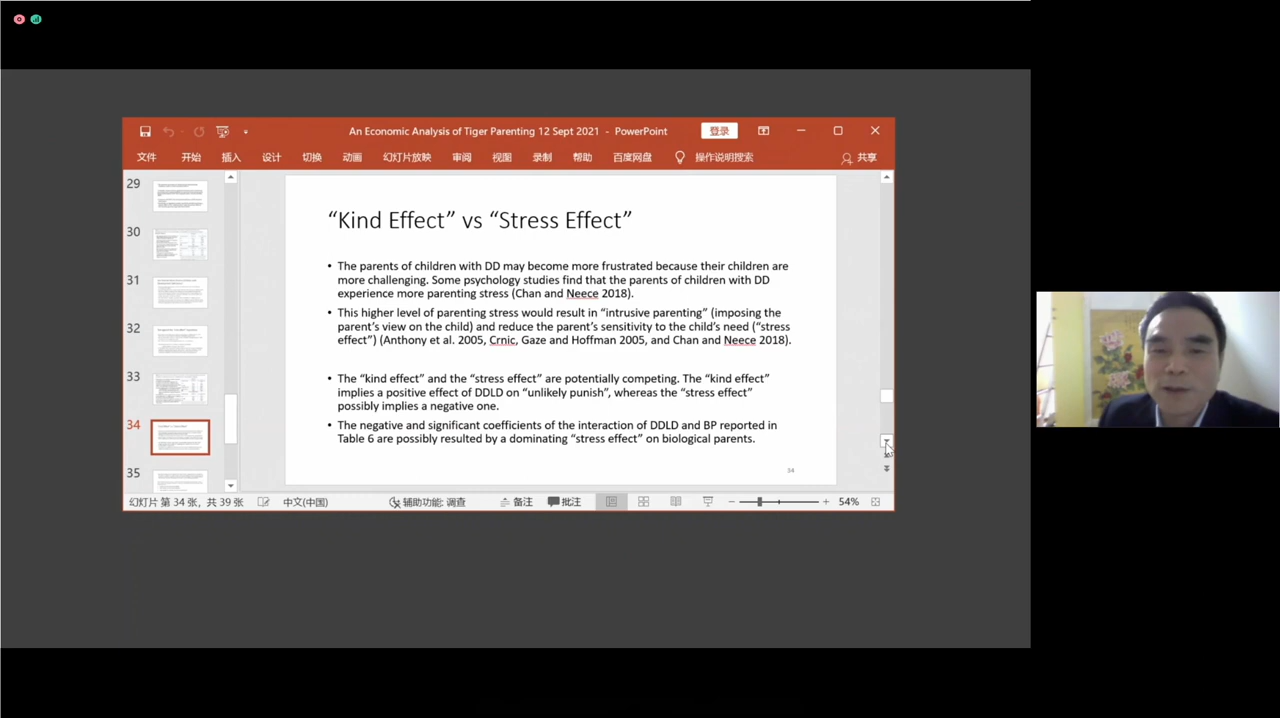 An Economic Analysis of Tiger Parenting 12 Sept 2021 - PowerPoint
登录
文件 开始 插入 设计 切换 动画 幻灯片放映 审阅 视图 录制 帮助 百度网盘 操作说明搜索 共享
29
30
31
32
33
34
35
“Kind Effect” vs “Stress Effect”
• The parents of children with DD may become more frustrated because their children are
more challenging. Some psychology studies find that the parents of children with DD
experience more parenting stress (Chan and Neece 2018).
• This higher level of parenting stress would result in “intrusive parenting” (imposing the
parent’s view on the child) and reduce the parent’s sensitivity to the child’s need (“stress
effect”) (Anthony et al. 2005, Crnic, Gaze and Hoffman 2005, and Chan and Neece 2018).
• The “kind effect” and the “stress effect” are potentially competing. The “kind effect”
implies a positive effect of DDLD on “unlikely punish”, whereas the “stress effect”
possibly implies a negative one.
• The negative and significant coefficients of the interaction of DDLD and BP reported in
Table 6 are possibly resulted by a dominating “stress effect” on biological parents.
34
幻灯片 第 34 张，共 39 张 中文(中国) 辅助功能: 调查 备注 批注 54%